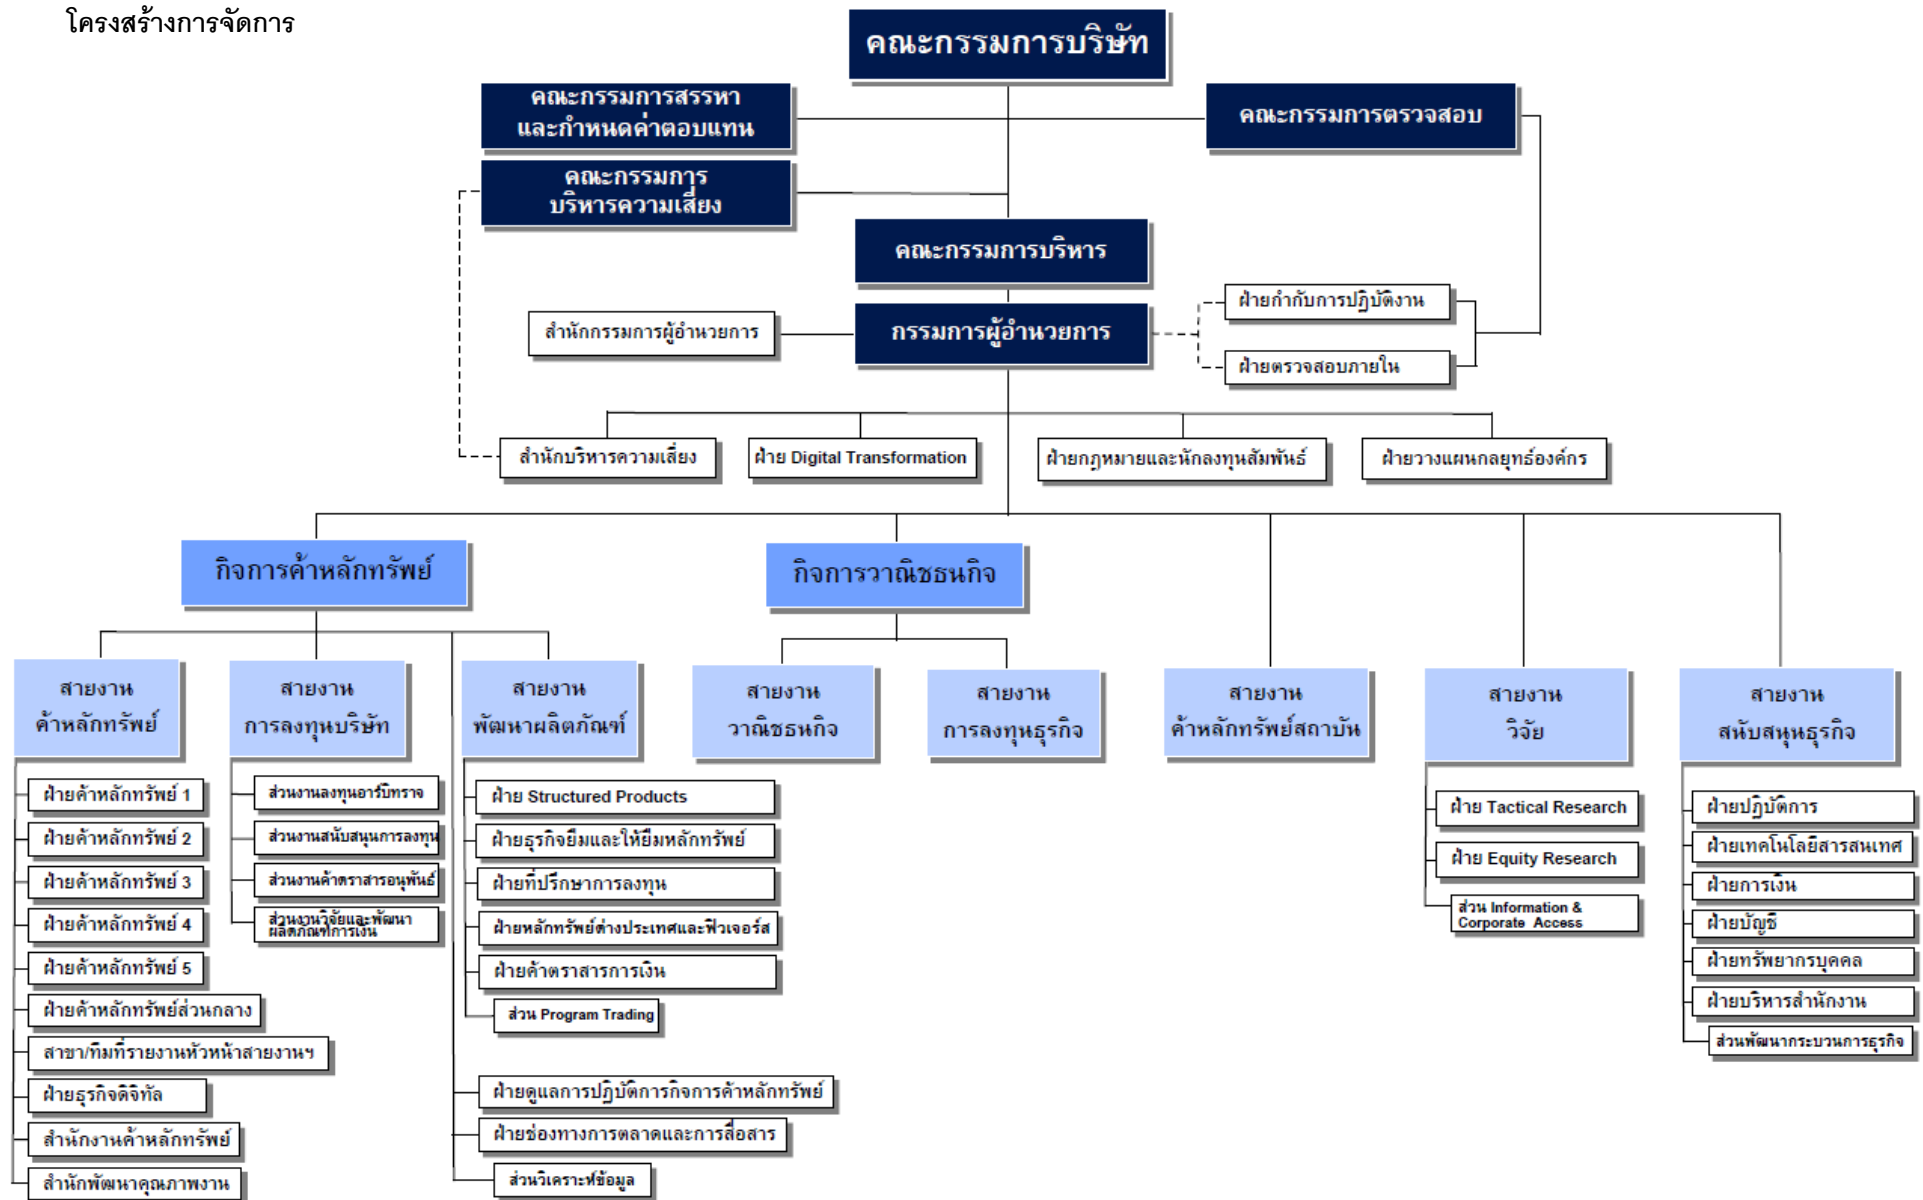 โครงสร้างการจัดการ
คณะกรรมการบริษัท
คณะกรรมการสรรหา
และกำหนดค่าตอบแทน
คณะกรรมการตรวจสอบ
คณะกรรมการ
บริหารความเสี่ยง
คณะกรรมการบริหาร
สำนักกรรมการผู้อำนวยการ
กรรมการผู้อำนวยการ
ฝ่ายกำกับการปฏิบัติงาน
ฝ่ายตรวจสอบภายใน
สำนักบริหารความเสี่ยง
ฝ่าย Digital Transformation
ฝ่ายกฎหมายและนักลงทุนสัมพันธ์
ฝ่ายวางแผนกลยุทธ์องค์กร
กิจการค้าหลักทรัพย์
กิจการวาณิชธนกิจ
สายงาน
ค้าหลักทรัพย์
ฝ่ายค้าหลักทรัพย์ 1
ฝ่ายค้าหลักทรัพย์ 2
ฝ่ายค้าหลักทรัพย์ 3
ฝ่ายค้าหลักทรัพย์ 4
ฝ่ายค้าหลักทรัพย์ 5
ฝ่ายค้าหลักทรัพย์ส่วนกลาง
สาขา/ทีมที่รายงานหัวหน้าสายงานฯ
ฝ่ายธุรกิจดิจิทัล
สำนักงานค้าหลักทรัพย์
สำนักพัฒนาคุณภาพงาน
สายงาน
การลงทุนบริษัท
ส่วนงานลงทุนอาร์บิทราจ
ส่วนงานสนับสนุนการลงทุน
ส่วนงานค้าตราสารอนุพันธ์
ส่วนงานวิจัยและพัฒนา
ผลิตภัณฑ์การเงิน
สายงาน
พัฒนาผลิตภัณฑ์
ฝ่าย Structured Products
ฝ่ายธุรกิจยืมและให้ยืมหลักทรัพย์
ฝ่ายที่ปรึกษาการลงทุน
ฝ่ายหลักทรัพย์ต่างประเทศและฟิวเจอร์ส
ฝ่ายค้าตราสารการเงิน
ส่วน Program Trading
ฝ่ายดูแลการปฏิบัติการกิจการค้าหลักทรัพย์
ฝ่ายช่องทางการตลาดและการสื่อสาร
ส่วนวิเคราะห์ข้อมูล
สายงาน
วาณิชธนกิจ
สายงาน
การลงทุนธุรกิจ
สายงาน
ค้าหลักทรัพย์สถาบัน
สายงาน
วิจัย
ฝ่าย Tactical Research
ฝ่าย Equity Research
ส่วน Information &
Corporate Access
สายงาน
สนับสนุนธุรกิจ
ฝ่ายปฏิบัติการ
ฝ่ายเทคโนโลยีสารสนเทศ
ฝ่ายการเงิน
ฝ่ายบัญชี
ฝ่ายทรัพยากรบุคคล
ฝ่ายบริหารสำนักงาน
ส่วนพัฒนากระบวนการธุรกิจ